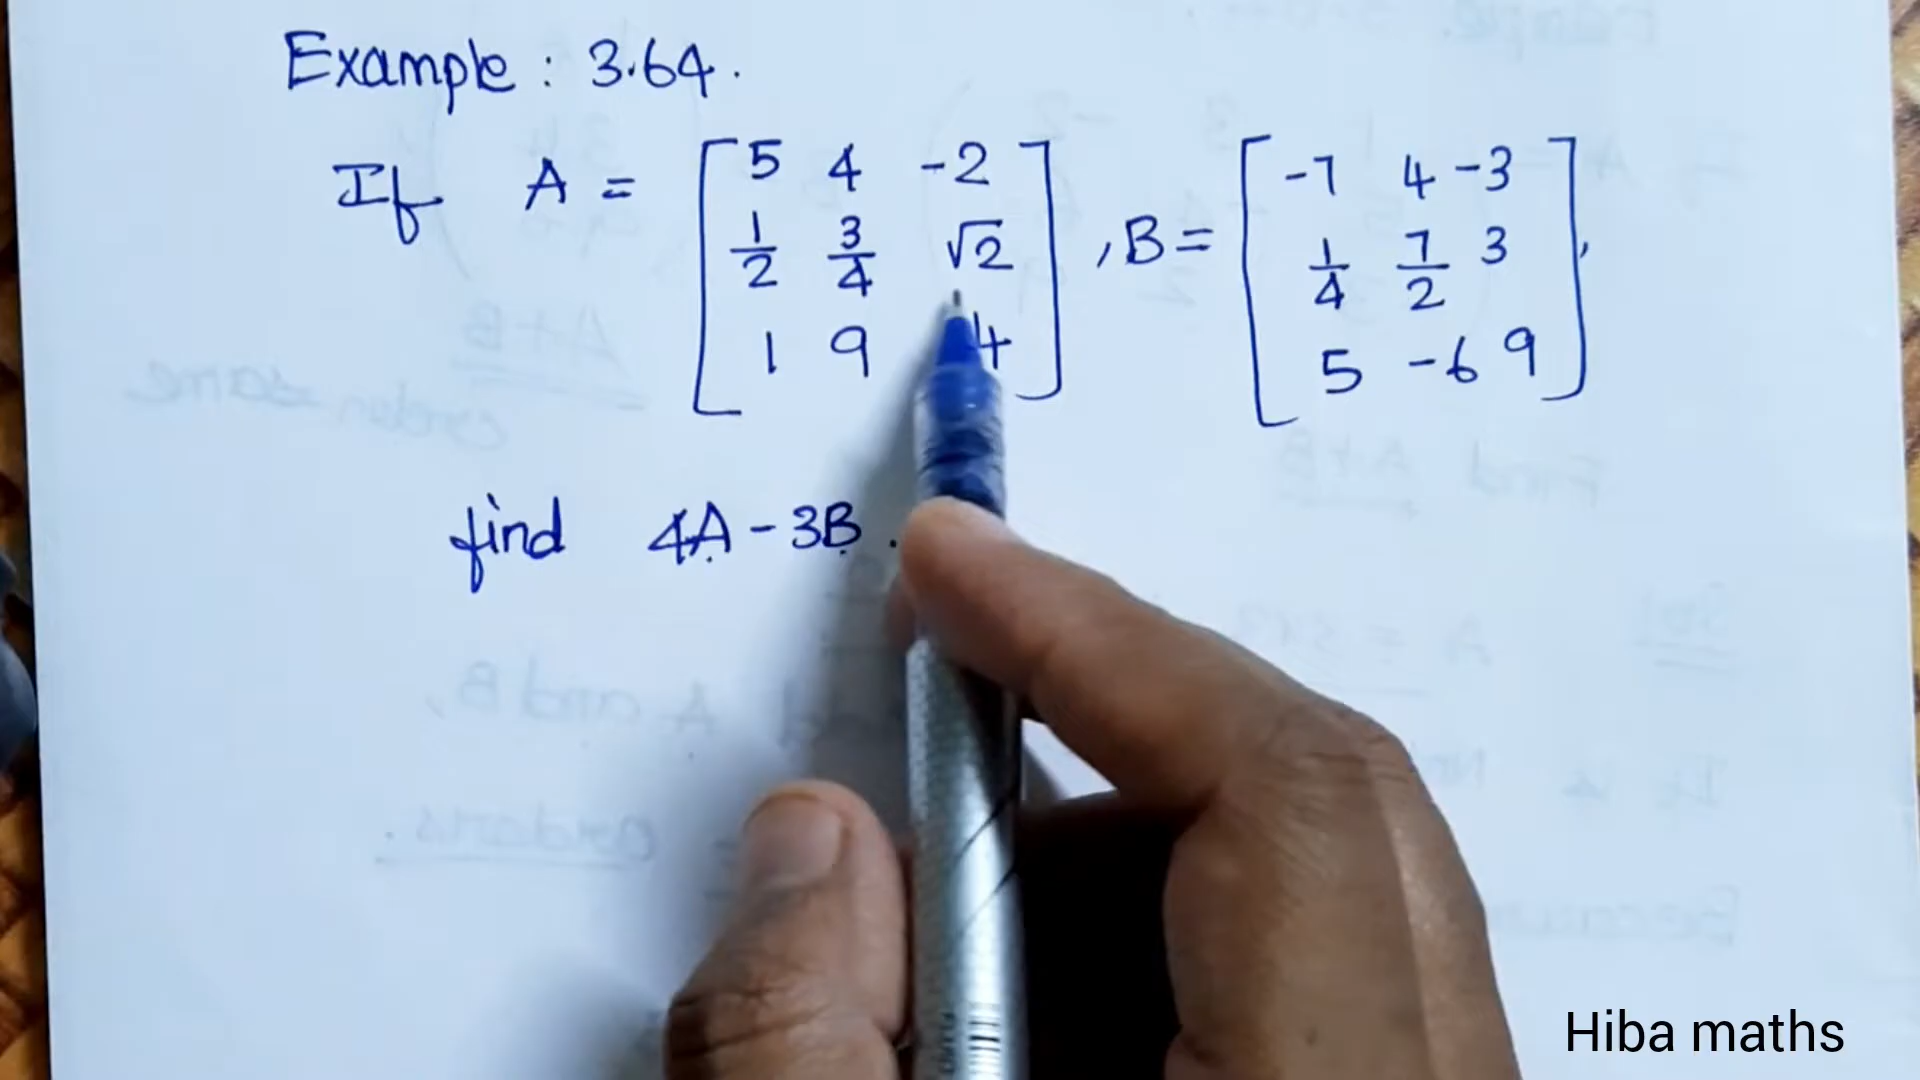 Example : 3.64.
If A = [5 4 -2
1/2 3/4 √2
1 9 4], B = [-7 4 -3
1/4 7/2 3
5 -6 9],
find 4A - 3B.
Hiba maths